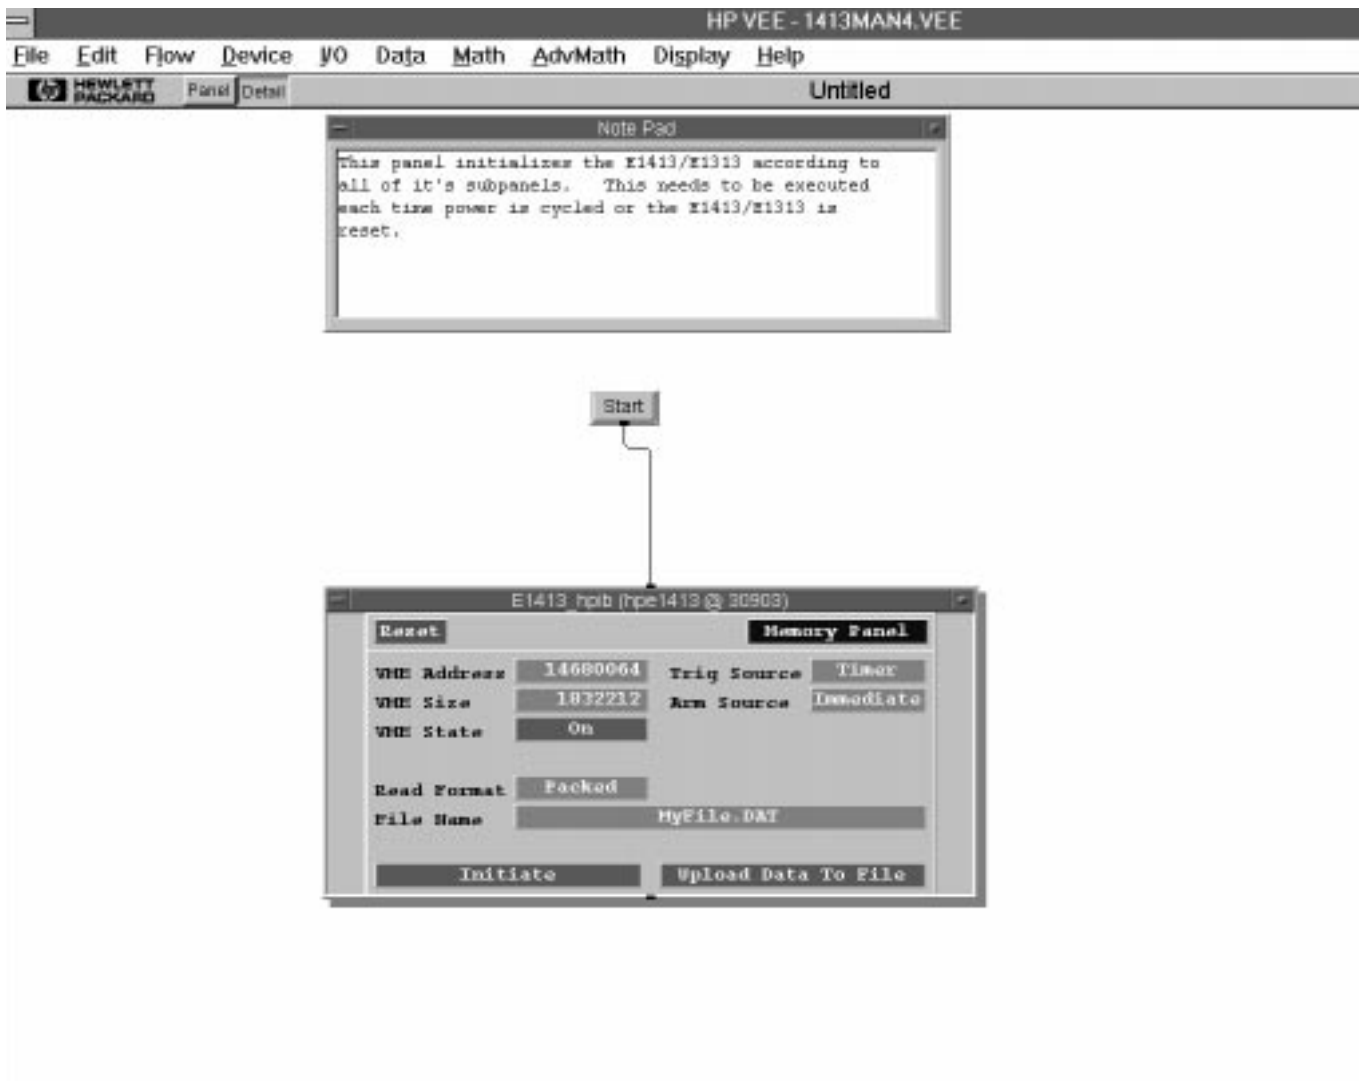 HP VEE - 1413MAN4.VEE
File Edit Flow Device I/O Data Math AdvMath Display Help
hp HEWLETT PACKARD Panel Detail Untitled
Note Pad
This panel initializes the E1413/E1313 according to
all of it's subpanels. This needs to be executed
each time power is cycled or the E1413/E1313 is
reset.
Start
E1413_hpib (hpe1413 @ 30903)
Reset Memory Panel
VME Address 14680064 Trig Source Timer
VME Size 1832212 Arm Source Immediate
VME State On
Read Format Packed
File Name MyFile.DAT
Initiate Upload Data To File